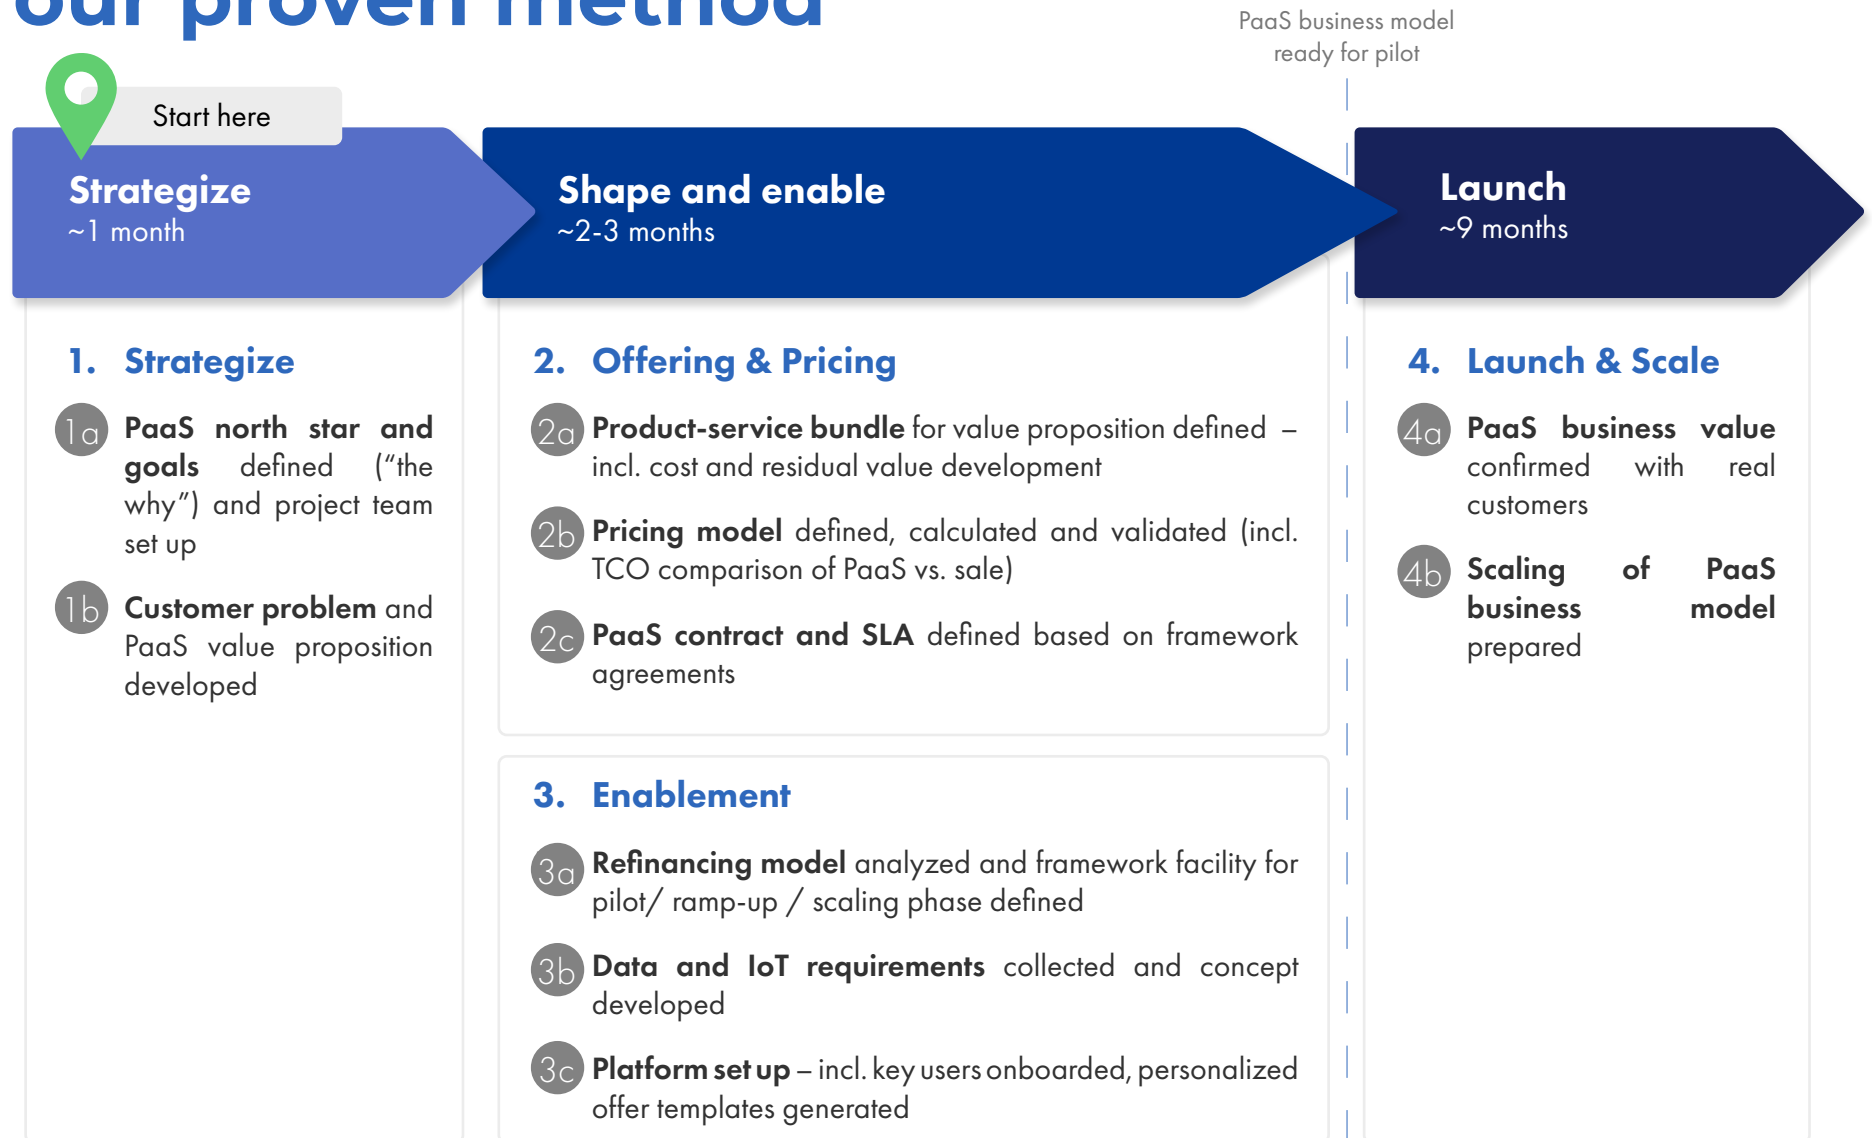 our proven method
PaaS business model
ready for pilot
Start here
Strategize
~1 month
Shape and enable
~2-3 months
Launch
~9 months
1. Strategize
1a PaaS north star and
goals defined (“the
why”) and project team
set up
1b Customer problem and
PaaS value proposition
developed
2. Offering & Pricing
2a Product-service bundle for value proposition defined –
incl. cost and residual value development
2b Pricing model defined, calculated and validated (incl.
TCO comparison of PaaS vs. sale)
2c PaaS contract and SLA defined based on framework
agreements
3. Enablement
3a Refinancing model analyzed and framework facility for
pilot/ ramp-up / scaling phase defined
3b Data and IoT requirements collected and concept
developed
3c Platform set up – incl. key users onboarded, personalized
offer templates generated
4. Launch & Scale
4a PaaS business value
confirmed with real
customers
4b Scaling of PaaS
business model
prepared